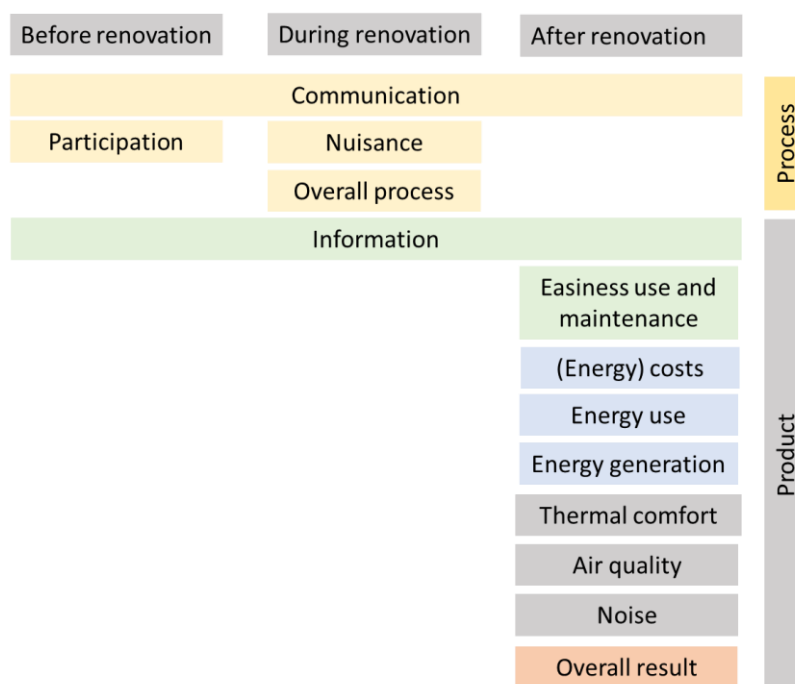 Before renovation
During renovation
After renovation
Communication
Participation
Nuisance
Overall process
Process
Information
Easiness use and
maintenance
(Energy) costs
Energy use
Energy generation
Thermal comfort
Air quality
Noise
Overall result
Product